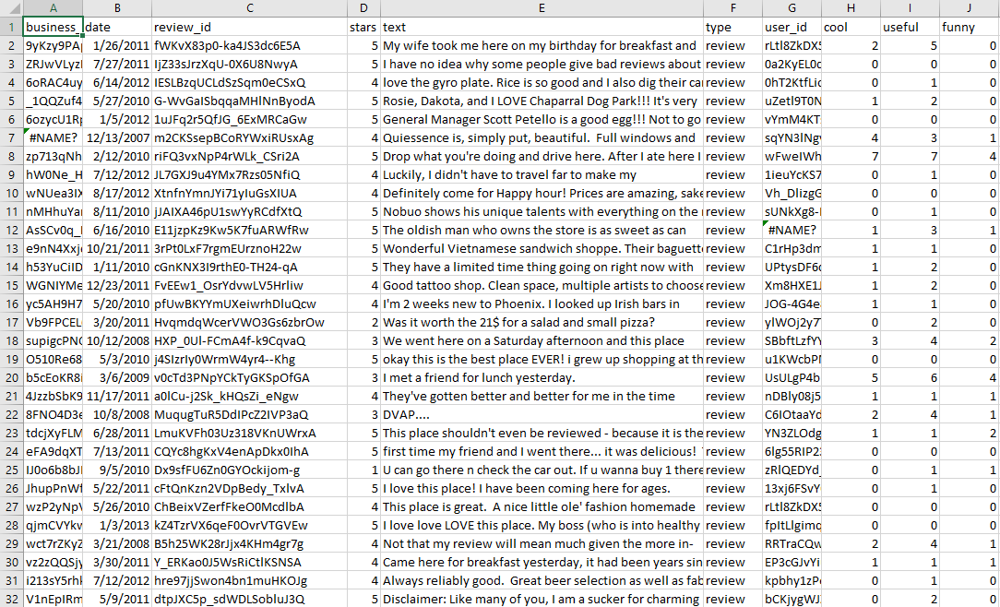 A B C D E F G H I J
1 business_ date review_id stars text type user_id cool useful funny
2 9yKzy9PA 1/26/2011 fWKvX83p0-ka4JS3dc6E5A 5 My wife took me here on my birthday for breakfast and review rLtl8ZkDX5 2 5 0
3 ZRJwVLyz 7/27/2011 IjZ33sJrzXqU-0X6U8NwyA 5 I have no idea why some people give bad reviews about review 0a2KyEL0 0 0 0
4 6oRAC4uy 6/14/2012 IESLBzqUCLdSzSqm0eCSxQ 4 love the gyro plate. Rice is so good and I also dig their ca review 0hT2KtfLi 0 1 0
5 _1QQZuf4 5/27/2010 G-WvGaISbqqaMHlNnByodA 5 Rosie, Dakota, and I LOVE Chaparral Dog Park!!! It's very review uZetl9T0N 1 2 0
6 6ozycU1R 1/5/2012 1uJFq2r5QfJG_6ExMRCaGw 5 General Manager Scott Petello is a good egg!!! Not to go review vYmM4KT 0 0 0
7 #NAME? 12/13/2007 m2CKSsepBCoRYWxiRUsxAg 4 Quiessence is, simply put, beautiful. Full windows and review sqYN3lNg 4 3 1
8 zp713qNh 2/12/2010 riFQ3vxNpP4rWLk_CSri2A 5 Drop what you're doing and drive here. After I ate here I review wFweIWh 7 7 4
9 hW0Ne_H 7/12/2012 JL7GXJ9u4YMx7Rzs05NfiQ 4 Luckily, I didn't have to travel far to make my review 1ieuYcKS7 0 1 0
10 wNUea3IX 8/17/2012 XtnfnYmnJYi71yIuGsXIUA 4 Definitely come for Happy hour! Prices are amazing, sake review Vh_DlizgG 0 0 0
11 nMHhuYa 8/11/2010 jJAIXA46pU1swYyRCdfXtQ 5 Nobuo shows his unique talents with everything on the review sUNkXg8- 0 1 0
12 AsSCv0q_ 6/16/2010 E11jzpKz9Kw5K7fuARWfRw 5 The oldish man who owns the store is as sweet as can review #NAME? 1 3 1
13 e9nN4Xxj 10/21/2011 3rPt0LxF7rgmEUrznoH22w 5 Wonderful Vietnamese sandwich shoppe. Their baguett review C1rHp3dm 1 1 0
14 h53YuCiID 1/11/2010 cGnKNX3I9rthE0-TH24-qA 5 They have a limited time thing going on right now with review UPtysDF6 1 2 0
15 WGNIYMe 12/23/2011 FvEEw1_OsrYdvwLV5Hrliw 4 Good tattoo shop. Clean space, multiple artists to choose review Xm8HXE1J 1 2 0
16 yc5AH9H7 5/20/2010 pfUwBKYYmUXeiwrhDluQcw 4 I'm 2 weeks new to Phoenix. I looked up Irish bars in review JOG-4G4e 1 1 0
17 Vb9FPCEL 3/20/2011 HvqmdqWcerVWO3Gs6zbrOw 2 Was it worth the 21$ for a salad and small pizza? review ylWOj2y7 0 2 0
18 supigcPN 10/12/2008 HXP_0Ul-FCmA4f-k9CqvaQ 3 We went here on a Saturday afternoon and this place review SBbftLzfY 3 4 2
19 O510Re68 5/3/2010 j4SIzrIy0WrmW4yr4--Khg 5 okay this is the best place EVER! i grew up shopping at th review u1KWcbP 0 0 0
20 b5cEoKR8 3/6/2009 v0cTd3PNpYCkTyGKSpOfGA 3 I met a friend for lunch yesterday. review UsULgP4b 5 6 4
21 4JzzbSbK9 11/17/2011 a0lCu-j2Sk_kHQsZi_eNgw 4 They've gotten better and better for me in the time review nDBly08j5 1 1 1
22 8FNO4D3e 10/8/2008 MuqugTuR5DdIPcZ2IVP3aQ 3 DVAP.... review C6IOtaaYd 2 4 1
23 tdcjXyFLM 6/28/2011 LmuKVFh03Uz318VKnUWrxA 5 This place shouldn't even be reviewed - because it is the review YN3ZLOdg 1 1 2
24 eFA9dqXT 7/13/2011 CQYc8hgKxV4enApDkx0IhA 5 first time my friend and I went there... it was delicious! review 6lg55RIP2 0 0 0
25 IJ0o6b8bJ 9/5/2010 Dx9sfFU6Zn0GYOckijom-g 1 U can go there n check the car out. If u wanna buy 1 there review zRlQEDYd 0 1 1
26 JhupPnWf 5/22/2011 cFtQnKzn2VDpBedy_TxlvA 5 I love this place! I have been coming here for ages. review 13xj6FSvY 0 1 0
27 wzP2yNpV 5/26/2010 ChBeixVZerfFkeO0McdlbA 4 This place is great. A nice little ole' fashion homemade review rLtl8ZkDX5 0 0 0
28 qjmCVYkv 1/3/2013 kZ4TzrVX6qeF0OvrVTGVEw 5 I love love LOVE this place. My boss (who is into healthy review fpItLlgimq 0 0 0
29 wct7rZKyZ 3/21/2008 B5h25WK28rJjx4KHm4gr7g 4 Not that my review will mean much given the more in- review RRTraCQw 2 4 1
30 vz2zQQSjy 3/30/2011 Y_ERKao0J5WsRiCtlKSNSA 4 Came here for breakfast yesterday, it had been years sin review EP3cGJvYi 1 1 1
31 i213sY5rh 7/12/2012 hre97jjSwon4bn1muHKOJg 4 Always reliably good. Great beer selection as well as fab review kpbhy1zP 0 1 0
32 V1nEpIRm 5/9/2011 dtpJXC5p_sdWDLSobluJ3Q 5 Disclaimer: Like many of you, I am a sucker for charming review bCKjygWJ 0 2 0